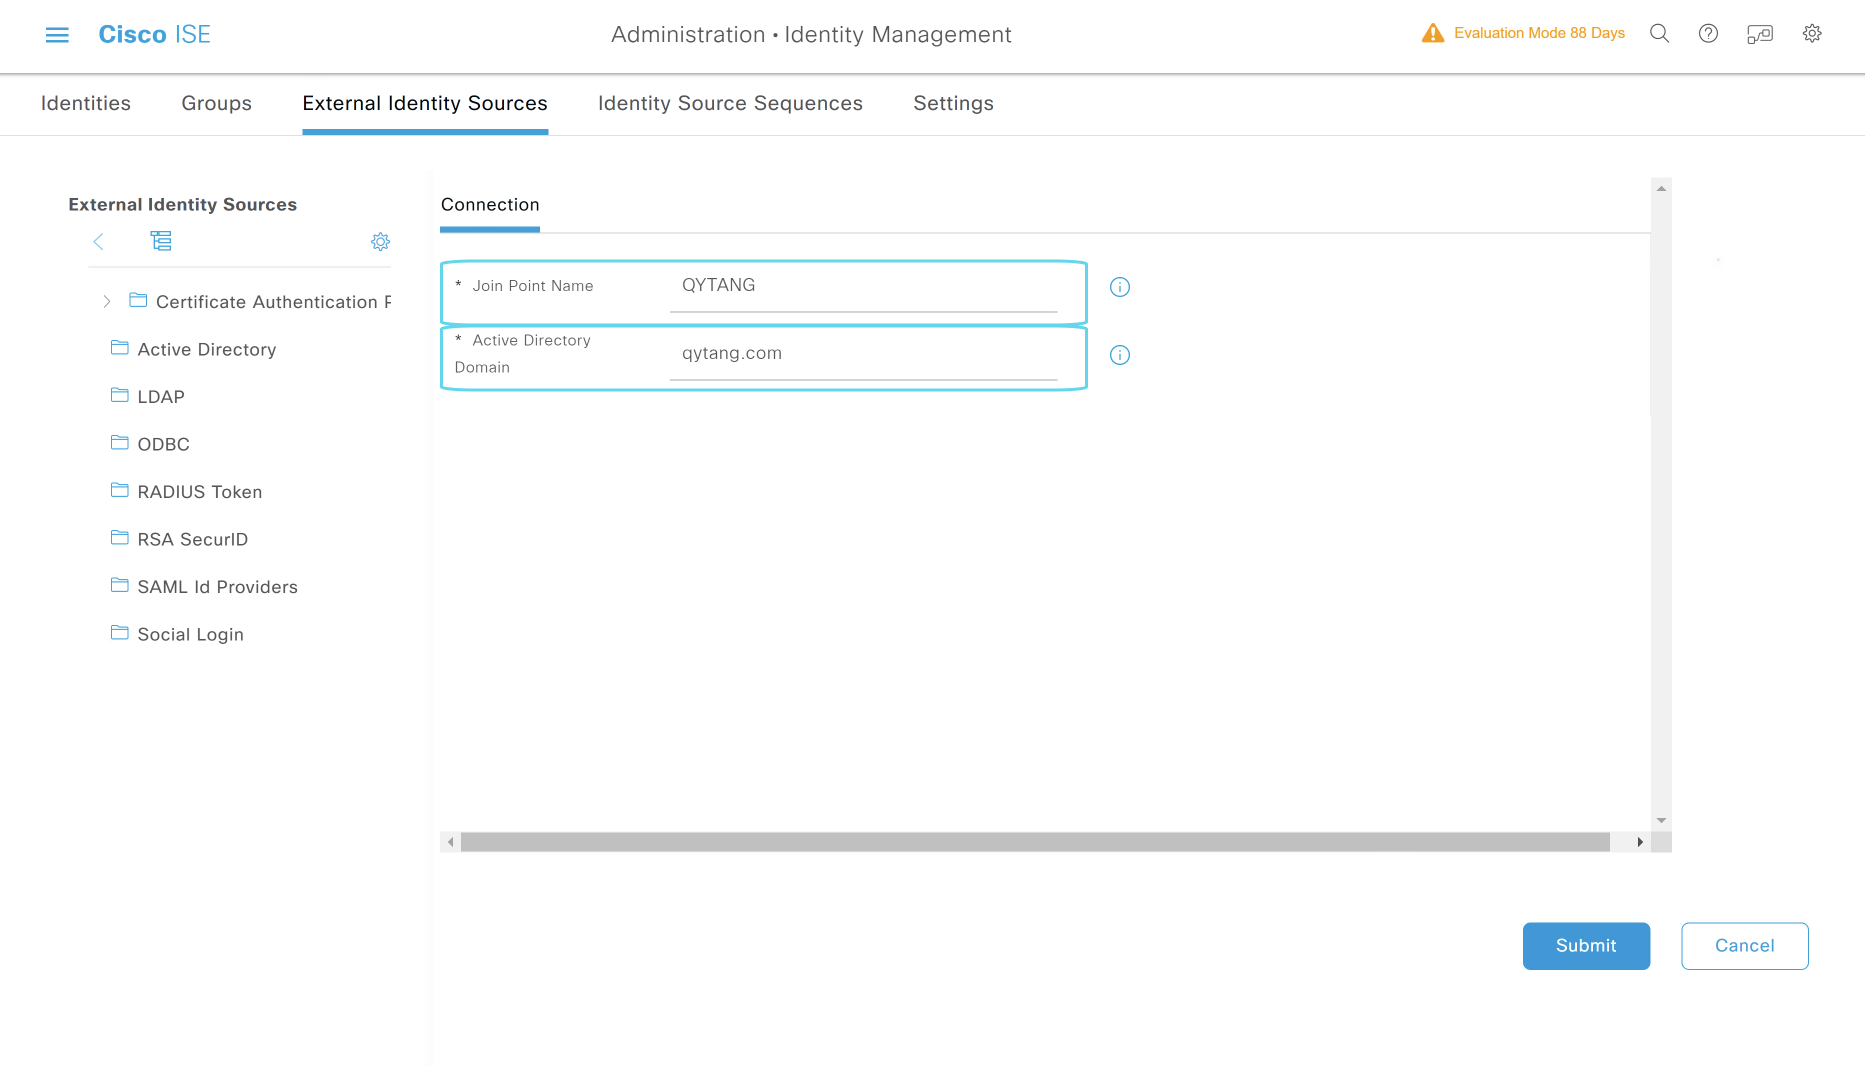 Cisco ISE
Administration • Identity Management
Evaluation Mode 88 Days
Identities
Groups
External Identity Sources
Identity Source Sequences
Settings
External Identity Sources
Certificate Authentication F
Active Directory
LDAP
ODBC
RADIUS Token
RSA SecurID
SAML Id Providers
Social Login
Connection
* Join Point Name
QYTANG
* Active Directory
Domain
qytang.com
Submit
Cancel